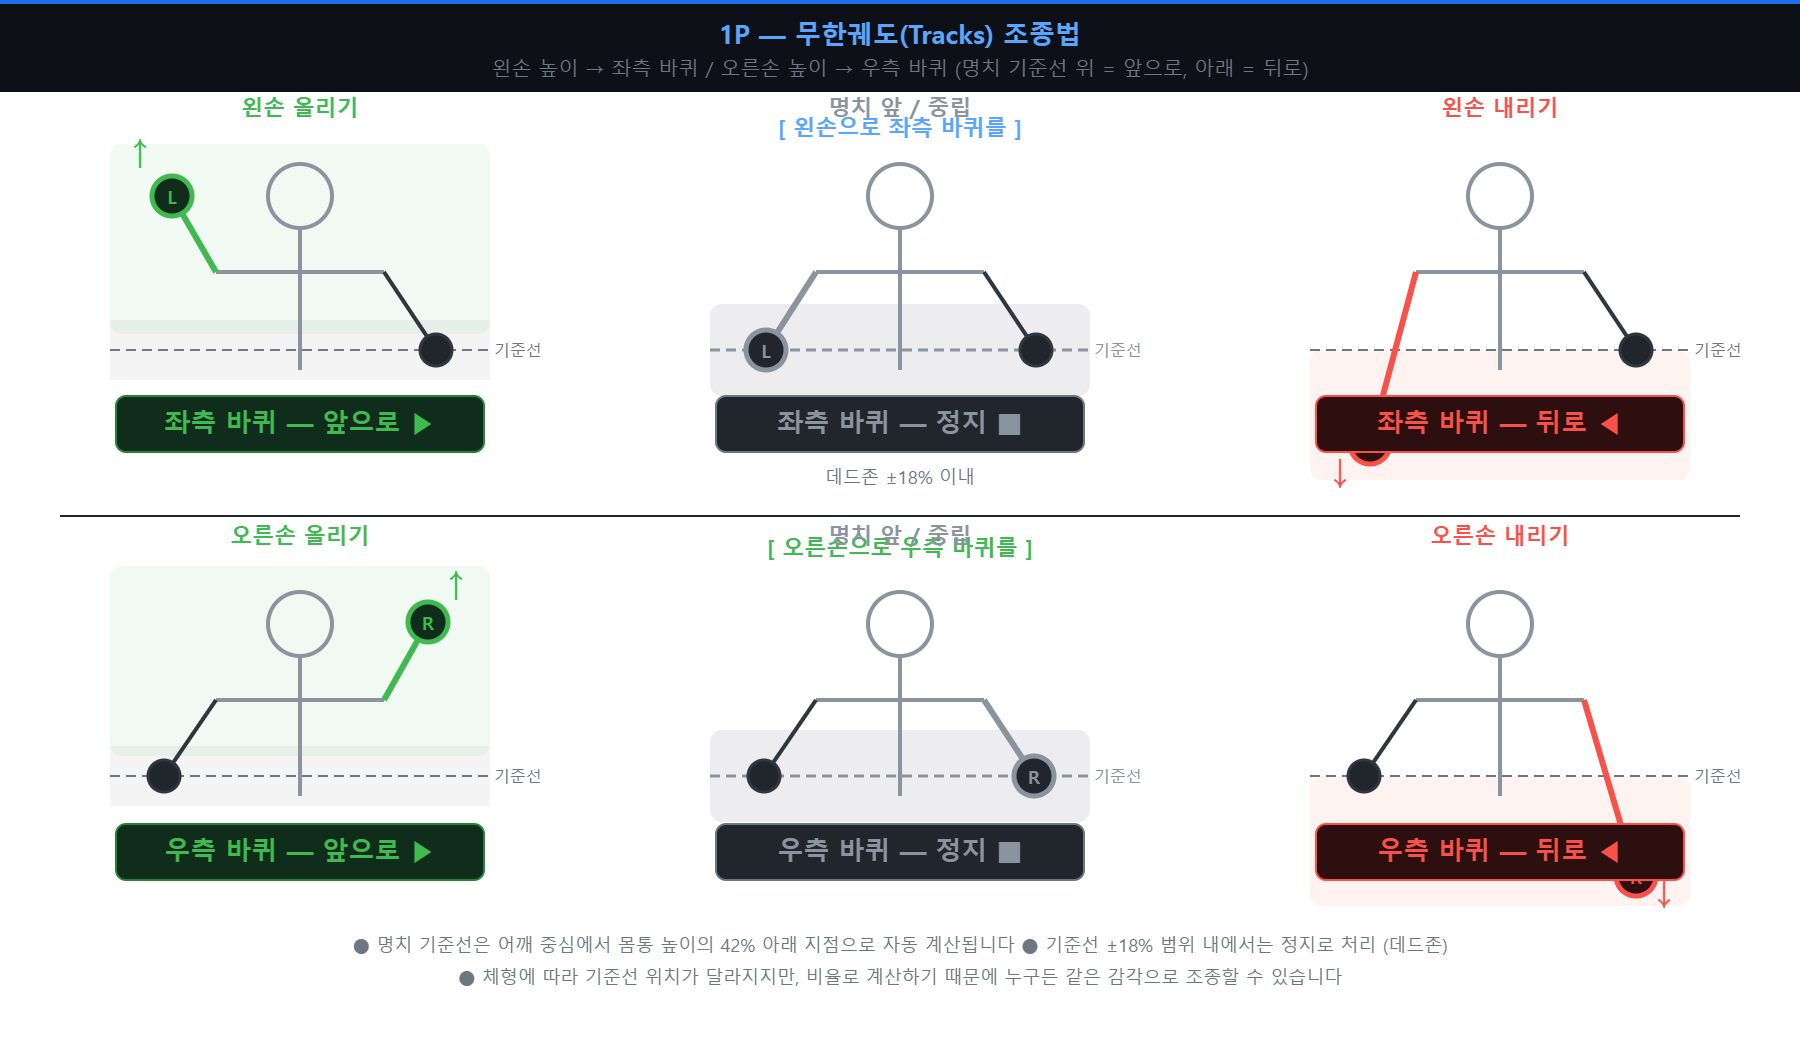 1P — 무한궤도(Tracks) 조종법
왼손 높이 → 좌측 바퀴 / 오른손 높이 → 우측 바퀴 (명치 기준선 위 = 앞으로, 아래 = 뒤로)
왼손 올리기
명치 앞 / 중립
왼손 내리기
[ 왼손으로 좌측 바퀴를 ]
↑
L
기준선
L
기준선
기준선
좌측 바퀴 — 앞으로 ▶
좌측 바퀴 — 정지 ■
좌측 바퀴 — 뒤로 ◀
데드존 ±18% 이내
↓
오른손 올리기
명치 앞 / 중립
오른손 내리기
[ 오른손으로 우측 바퀴를 ]
↑
R
기준선
R
기준선
기준선
우측 바퀴 — 앞으로 ▶
우측 바퀴 — 정지 ■
우측 바퀴 — 뒤로 ◀
R
↓
● 명치 기준선은 어깨 중심에서 몸통 높이의 42% 아래 지점으로 자동 계산됩니다 ● 기준선 ±18% 범위 내에서는 정지로 처리 (데드존)
● 체형에 따라 기준선 위치가 달라지지만, 비율로 계산하기 때문에 누구든 같은 감각으로 조종할 수 있습니다